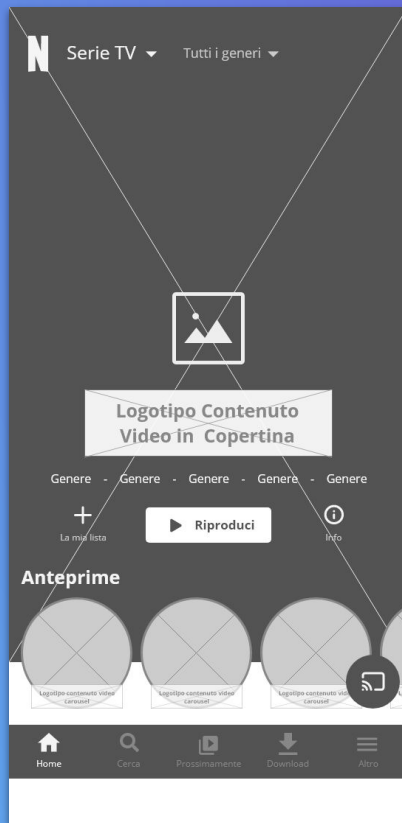 N Serie TV Tutti i generi
Logotipo Contenuto
Video in Copertina
Genere - Genere - Genere - Genere - Genere
La mia lista
Riproduci
Info
Anteprime
Logotipo contenuto video
carousel
Logotipo contenuto video
carousel
Logotipo contenuto video
carousel
Home Cerca Prossimamente Download Altro